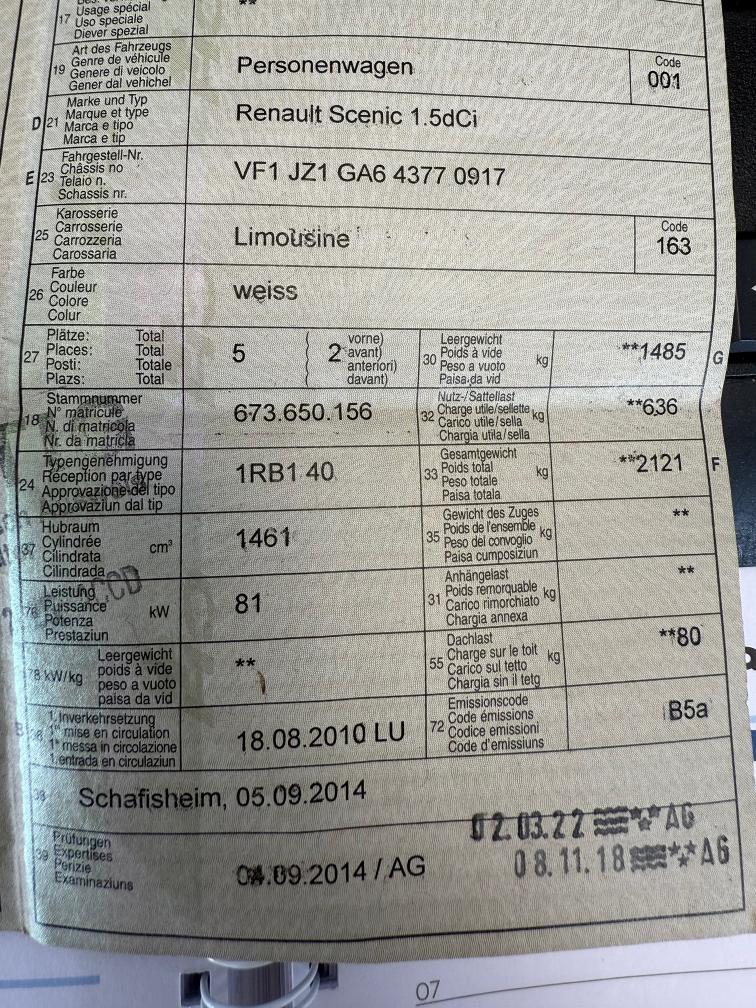 17 Usage spécial **
Uso speciale
Diever spezial
19 Art des Fahrzeugs Personenwagen Code
Genre de véhicule 001
Genere di veicolo
Gener dal vehichel
D 21 Marke und Typ Renault Scenic 1.5dCi
Marque et type
Marca e tipo
Marca e tip
E 23 Fahrgestell-Nr. VF1 JZ1 GA6 4377 0917
Châssis no
Telaio n.
Schassis nr.
25 Karosserie Limousine Code
Carrosserie 163
Carrozzeria
Carossaria
26 Farbe weiss
Couleur
Colore
Colur
27 Plätze: Total 5 ( 2 vorne) 30 Leergewicht kg **1485 G
Places: Total avant) Poids à vide
Posti: Totale anteriori) Peso a vuoto
Plazs: Total davant) Paisa da vid
18 Stammnummer 673.650.156 32 Nutz-/Sattellast kg **636
N° matricule Charge utile/sellette
N. di matricola Carico utile/sella
Nr. da matricla Chargia utila/sella
24 Typengenehmigung 1RB1 40 33 Gesamtgewicht kg **2121 F
Réception par type Poids total
Approvazione del tipo Peso totale
Approvaziun dal tip Paisa totala
37 Hubraum cm³ 1461 35 Gewicht des Zuges kg **
Cylindrée Poids de l'ensemble
Cilindrata Peso del convoglio
Cilindrada Paisa cumposiziun
76 Leistung kW 81 31 Anhängelast kg **
Puissance Poids remorquable
Potenza Carico rimorchiato
Prestaziun Chargia annexa
78 kW/kg Leergewicht ** 55 Dachlast kg **80
poids à vide Charge sur le toit
peso a vuoto Carico sul tetto
paisa da vid Chargia sin il tetg
B 36 1. Inverkehrsetzung 18.08.2010 LU 72 Emissionscode B5a
1re mise en circulation Code émissions
1a messa in circolazione Codice emissioni
1. entrada en circulaziun Code d'emissiuns
38 Schafisheim, 05.09.2014
02.03.22 AG
39 Prüfungen 04.09.2014 / AG 08.11.18 AG
Expertises
Perizie
Examinaziuns
07